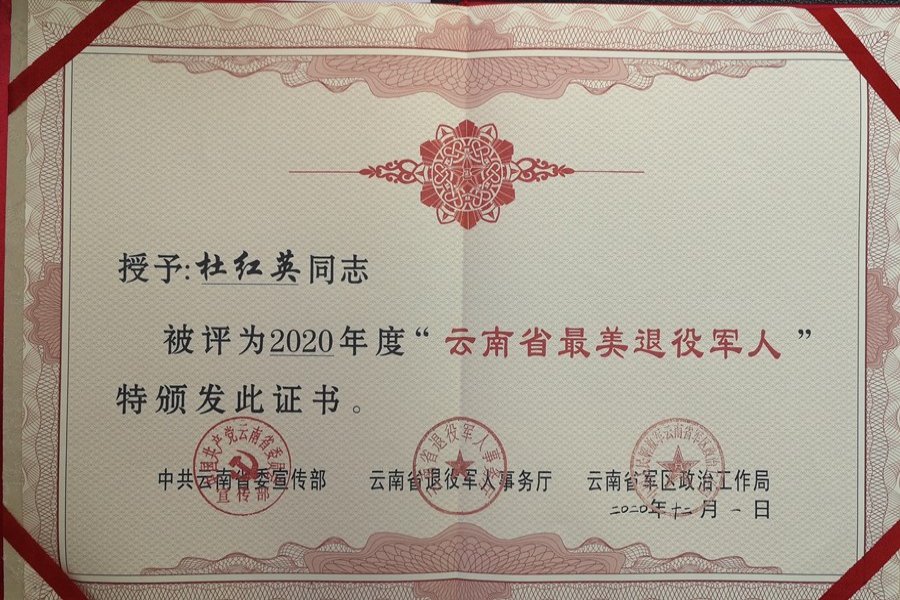 授予:杜红英同志
被评为2020年度“云南省最美退役军人”
特颁发此证书。
中共云南省委宣传部 云南省退役军人事务厅 云南省军区政治工作局
2020年十二月一日
宣传部